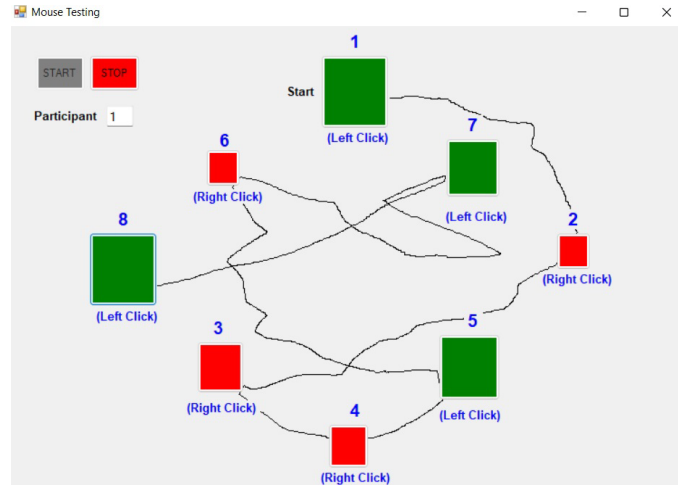 Mouse Testing
START STOP
Participant 1
1
Start
(Left Click)
7
(Left Click)
6
(Right Click)
2
(Right Click)
8
(Left Click)
3
(Right Click)
5
(Left Click)
4
(Right Click)